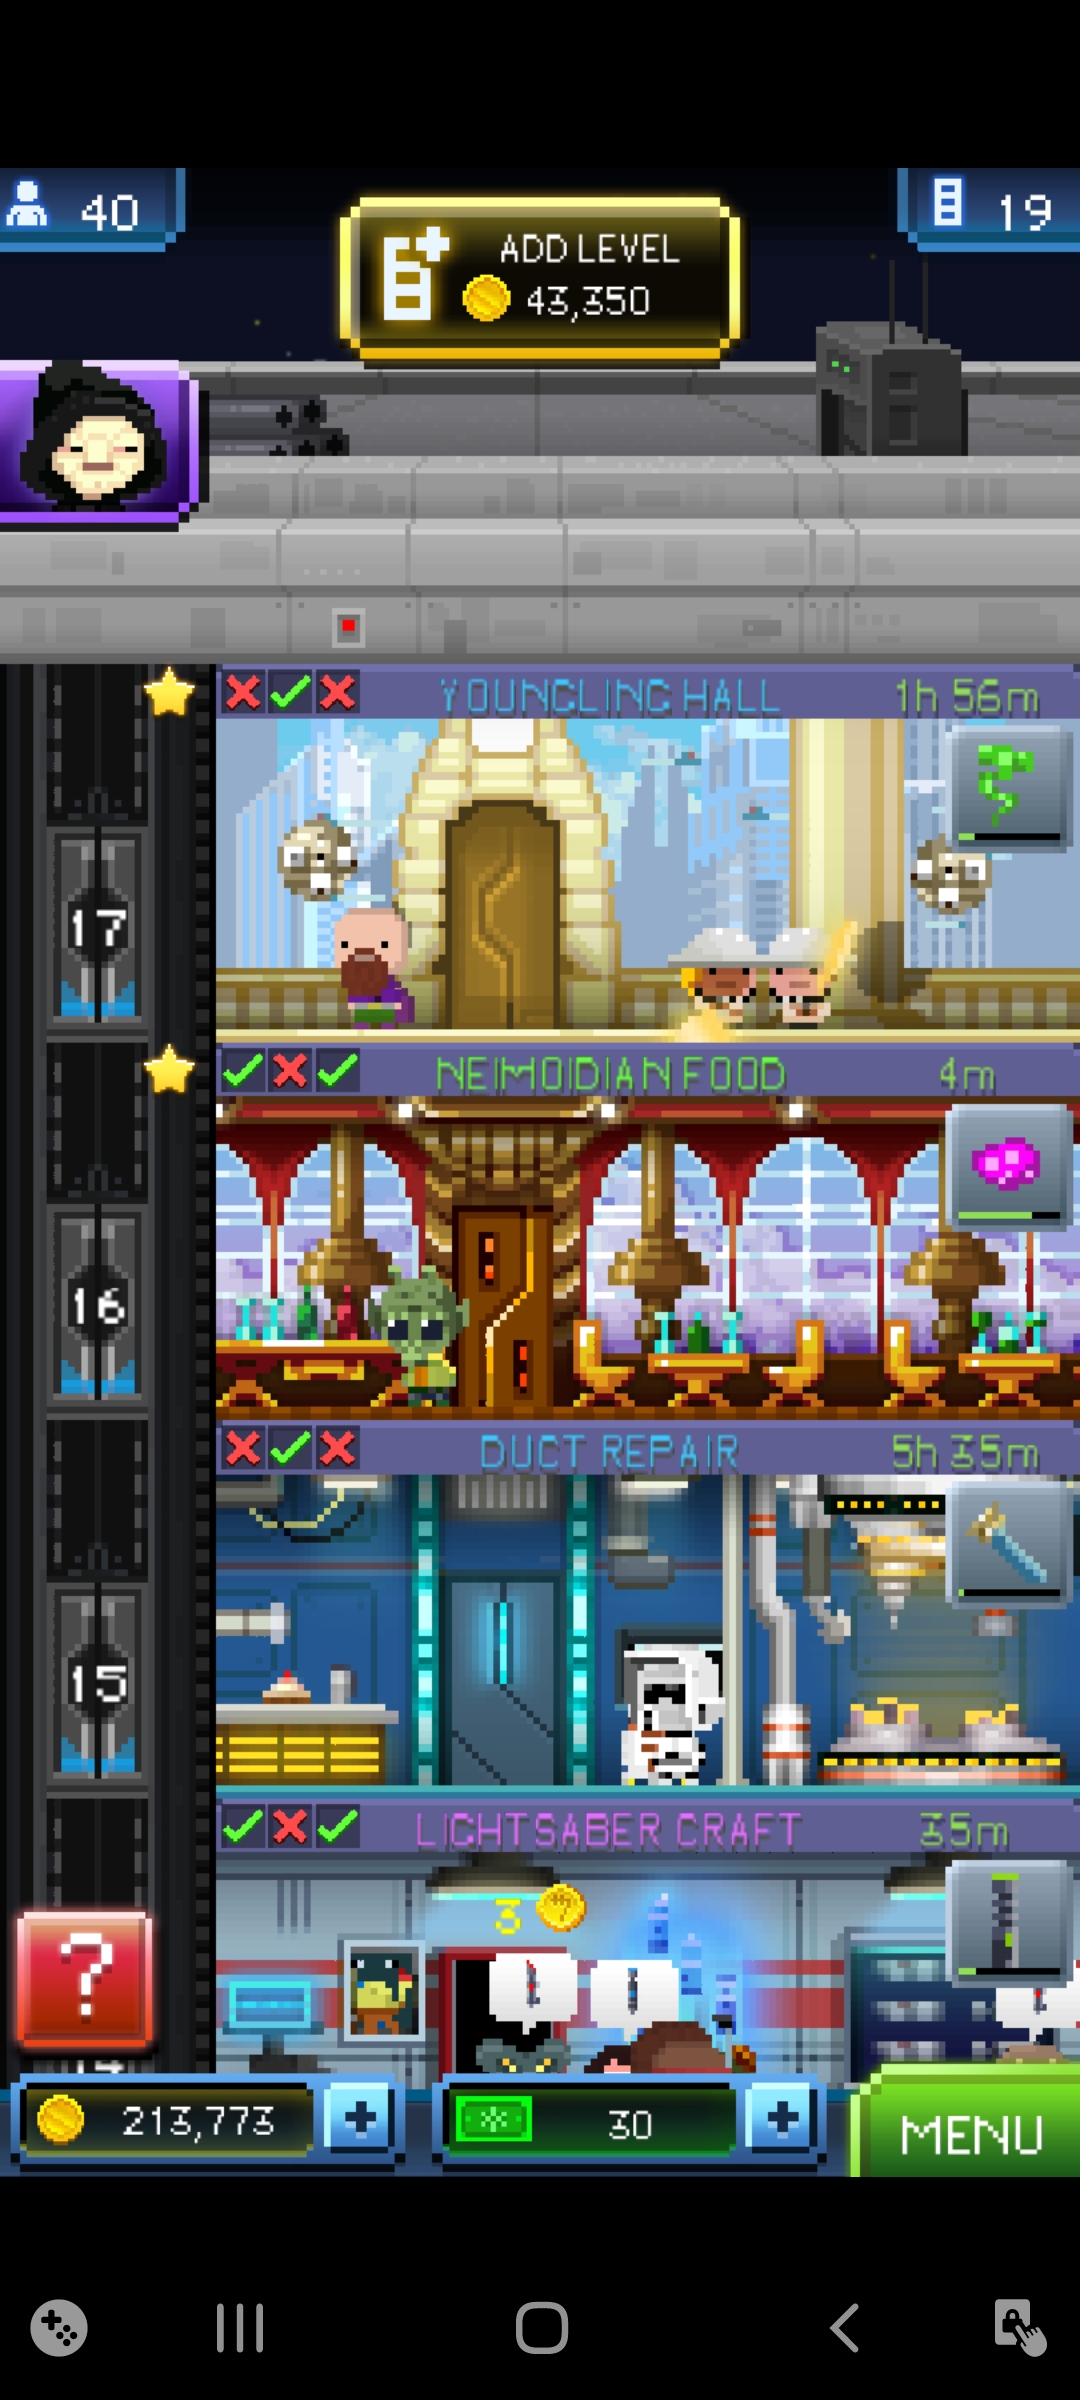 40
ADD LEVEL
43,350
19
YOUNGLING HALL
1h 56m
17
NEIMOIDIAN FOOD
4m
16
DUCT REPAIR
5h 35m
15
LIGHTSABER CRAFT
35m
3
?
14
213,773
+
30
+
MENU